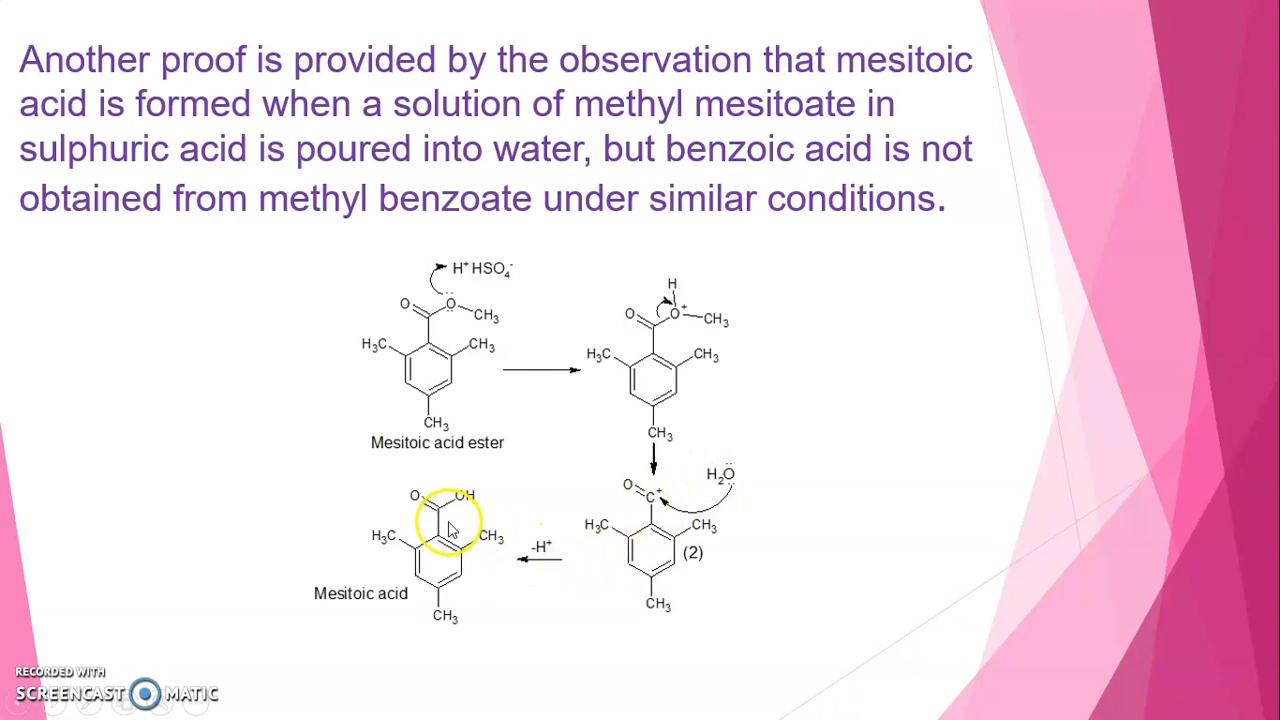 Another proof is provided by the observation that mesitoic
acid is formed when a solution of methyl mesitoate in
sulphuric acid is poured into water, but benzoic acid is not
obtained from methyl benzoate under similar conditions.
H⁺ HSO₄⁻
O
O
CH₃
H₃C
CH₃
CH₃
Mesitoic acid ester
H
O
O⁺
CH₃
H₃C
CH₃
CH₃
H₂O
O
C⁺
H₃C
CH₃
(2)
CH₃
-H⁺
O
OH
H₃C
CH₃
Mesitoic acid
CH₃
RECORDED WITH
SCREENCAST MATIC